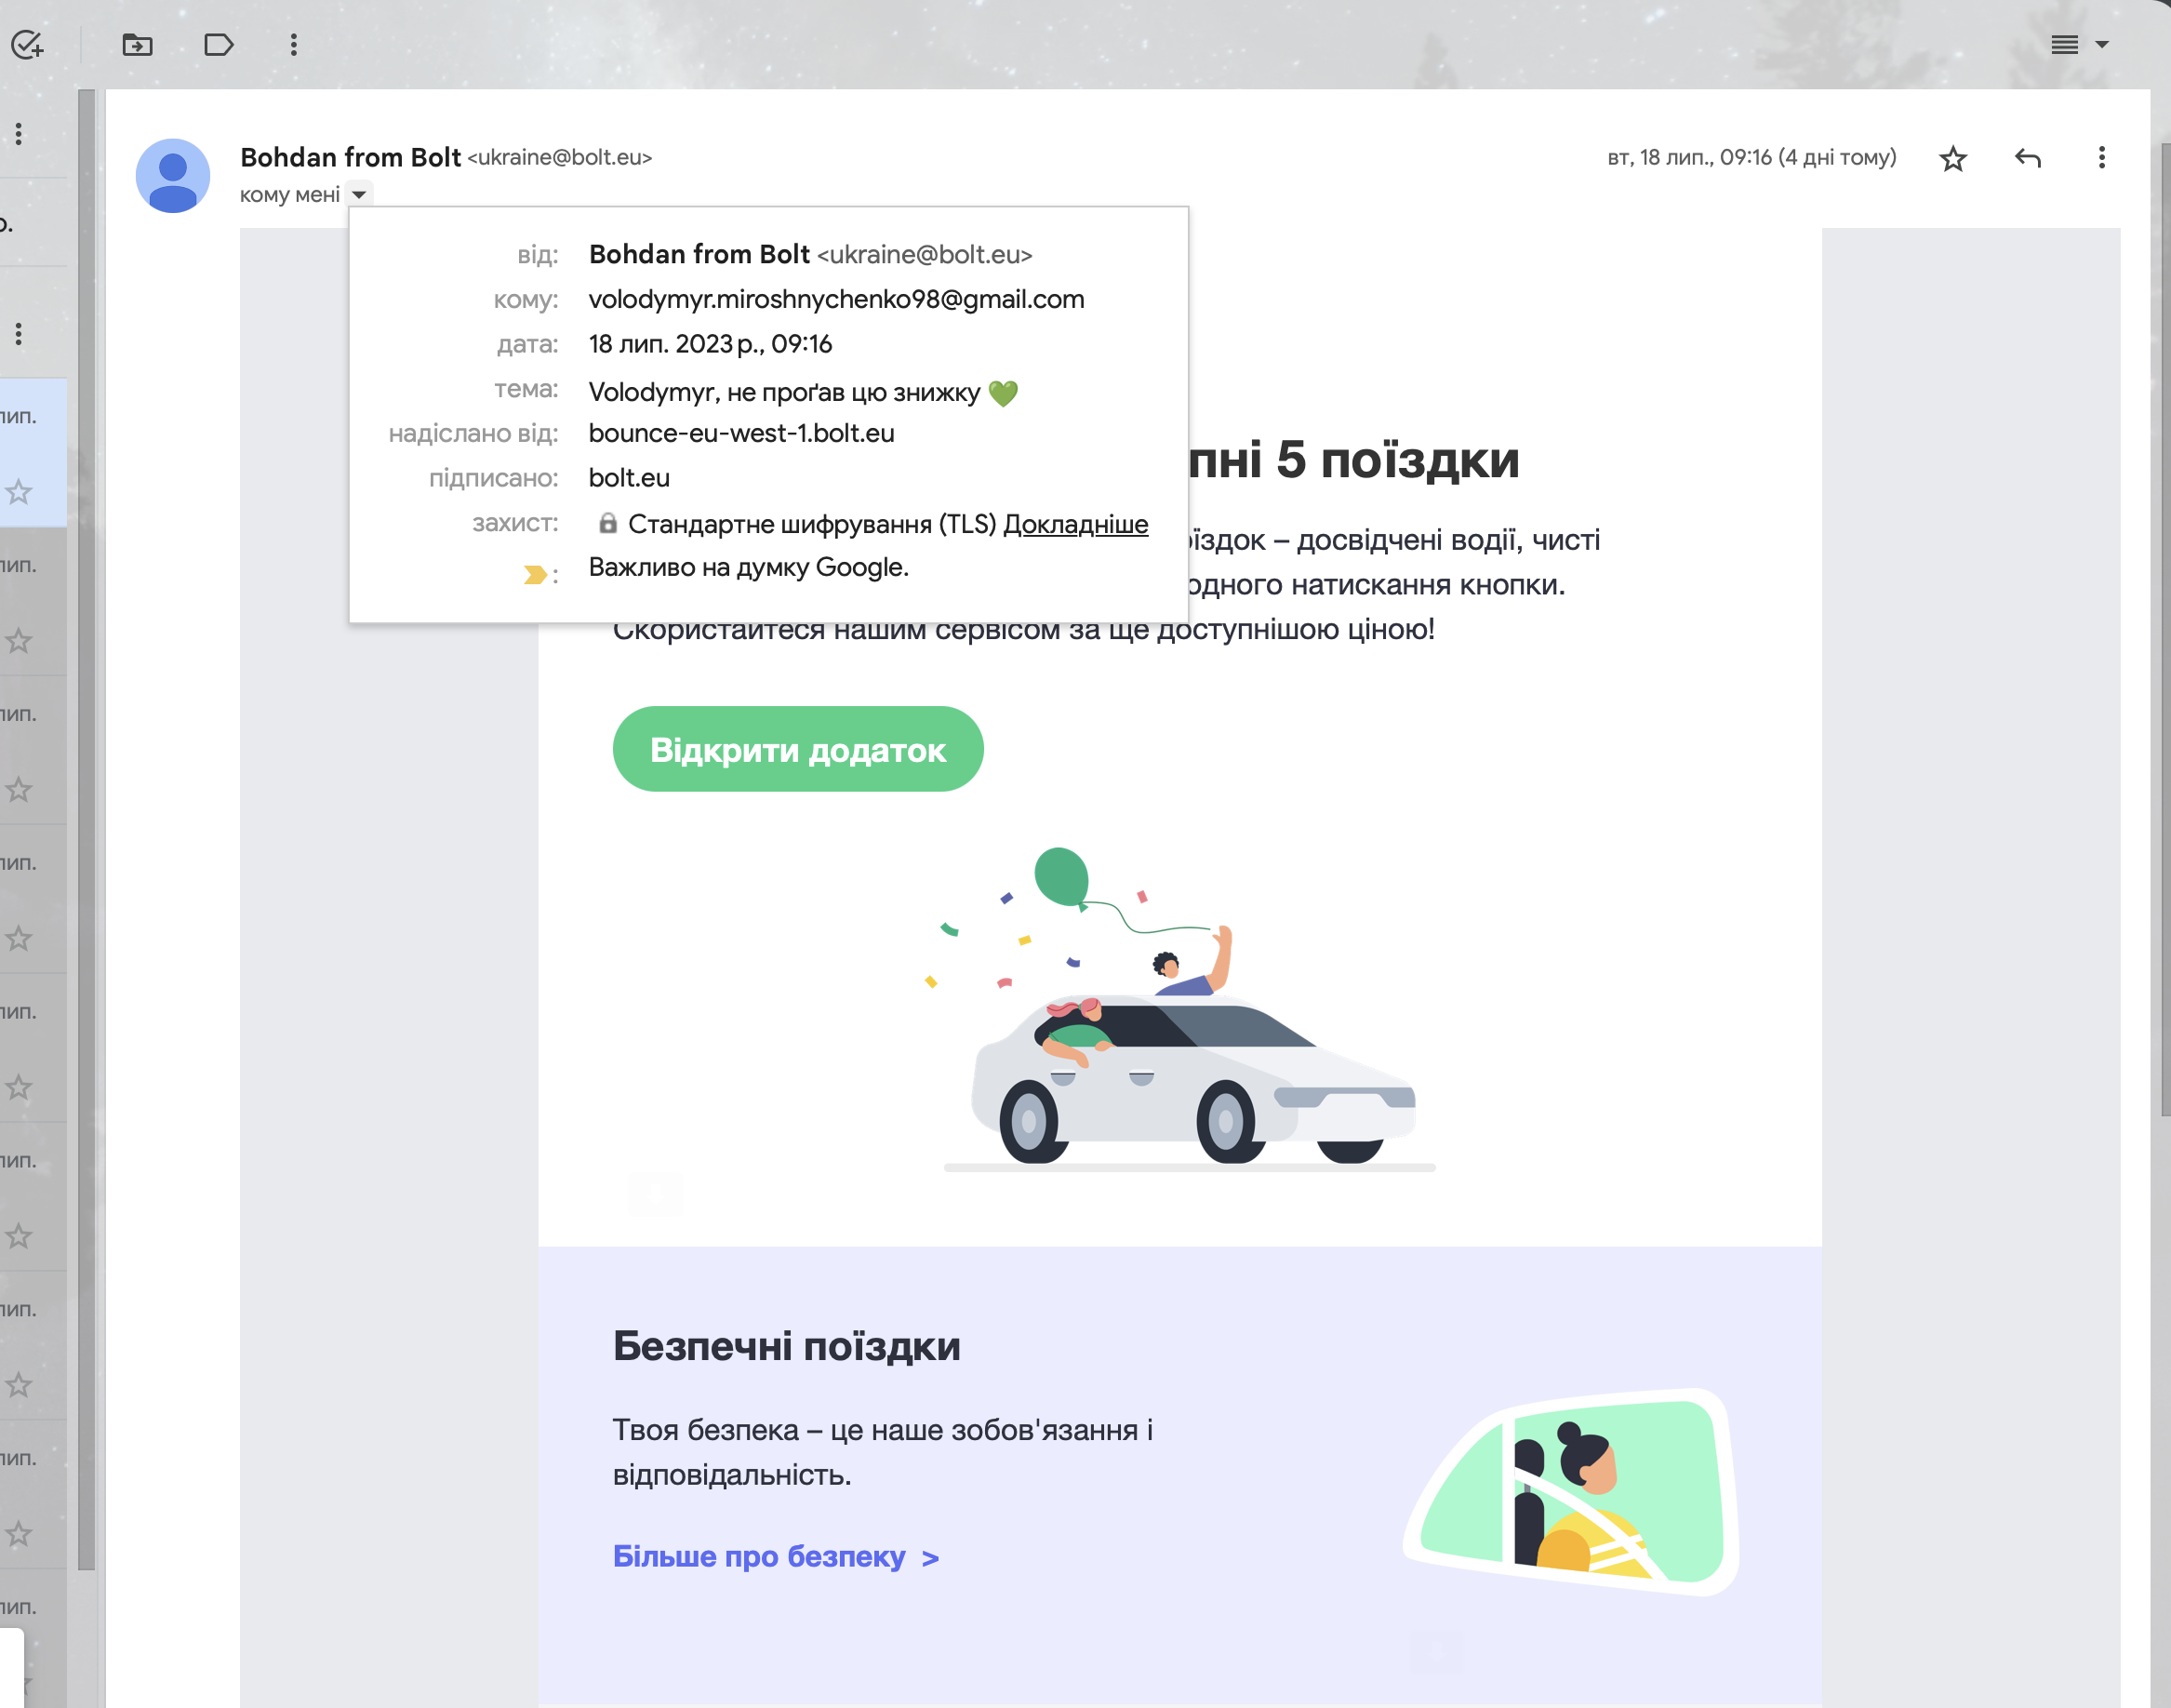 Bohdan from Bolt <ukraine@bolt.eu>
вт, 18 лип., 09:16 (4 дні тому)
кому мені
від: Bohdan from Bolt <ukraine@bolt.eu>
кому: volodymyr.miroshnychenko98@gmail.com
дата: 18 лип. 2023 р., 09:16
тема: Volodymyr, не проґав цю знижку 💚
надіслано від: bounce-eu-west-1.bolt.eu
підписано: bolt.eu
захист: Стандартне шифрування (TLS) Докладніше
: Важливо на думку Google.
5 поїздки
– досвідчені водії, чисті
одного натискання кнопки.
Скористайтеся нашим сервісом за ще доступнішою ціною!
Відкрити додаток
Безпечні поїздки
Твоя безпека – це наше зобов'язання і
відповідальність.
Більше про безпеку >
р.
лип.
лип.
лип.
лип.
лип.
лип.
лип.
лип.
лип.